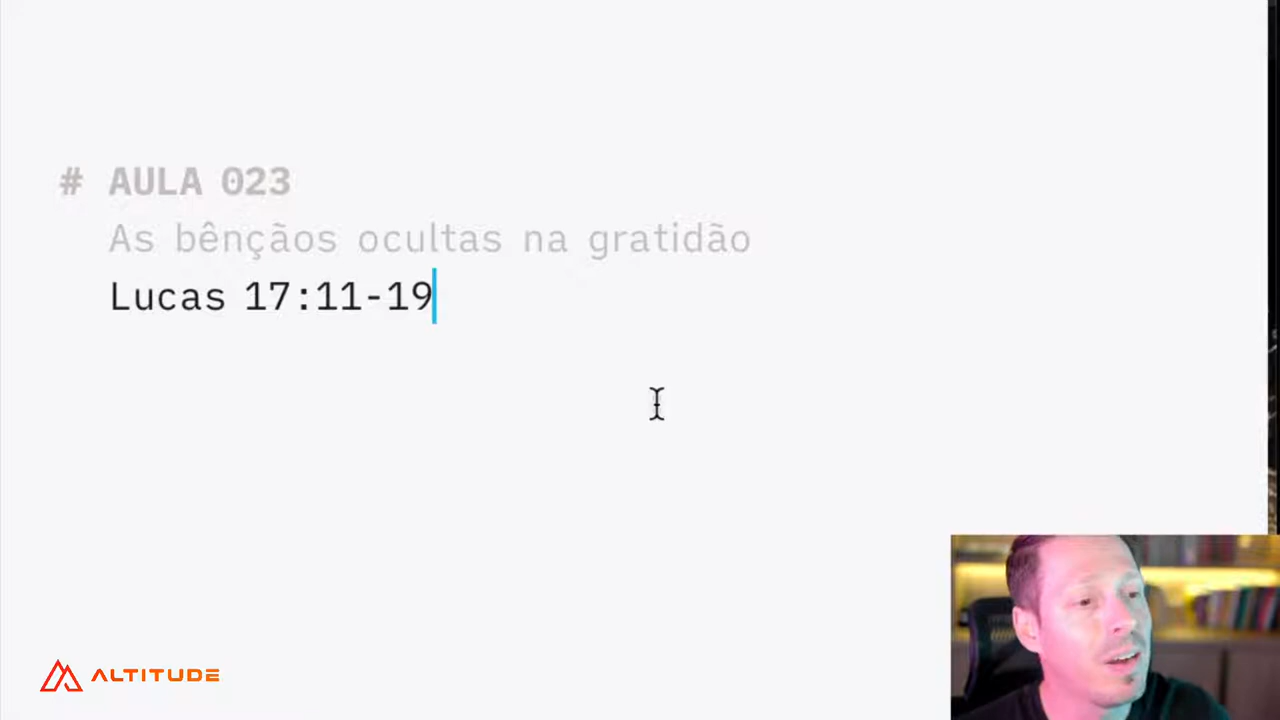 # AULA 023
As bênçãos ocultas na gratidão
Lucas 17:11-19
ALTITUDE